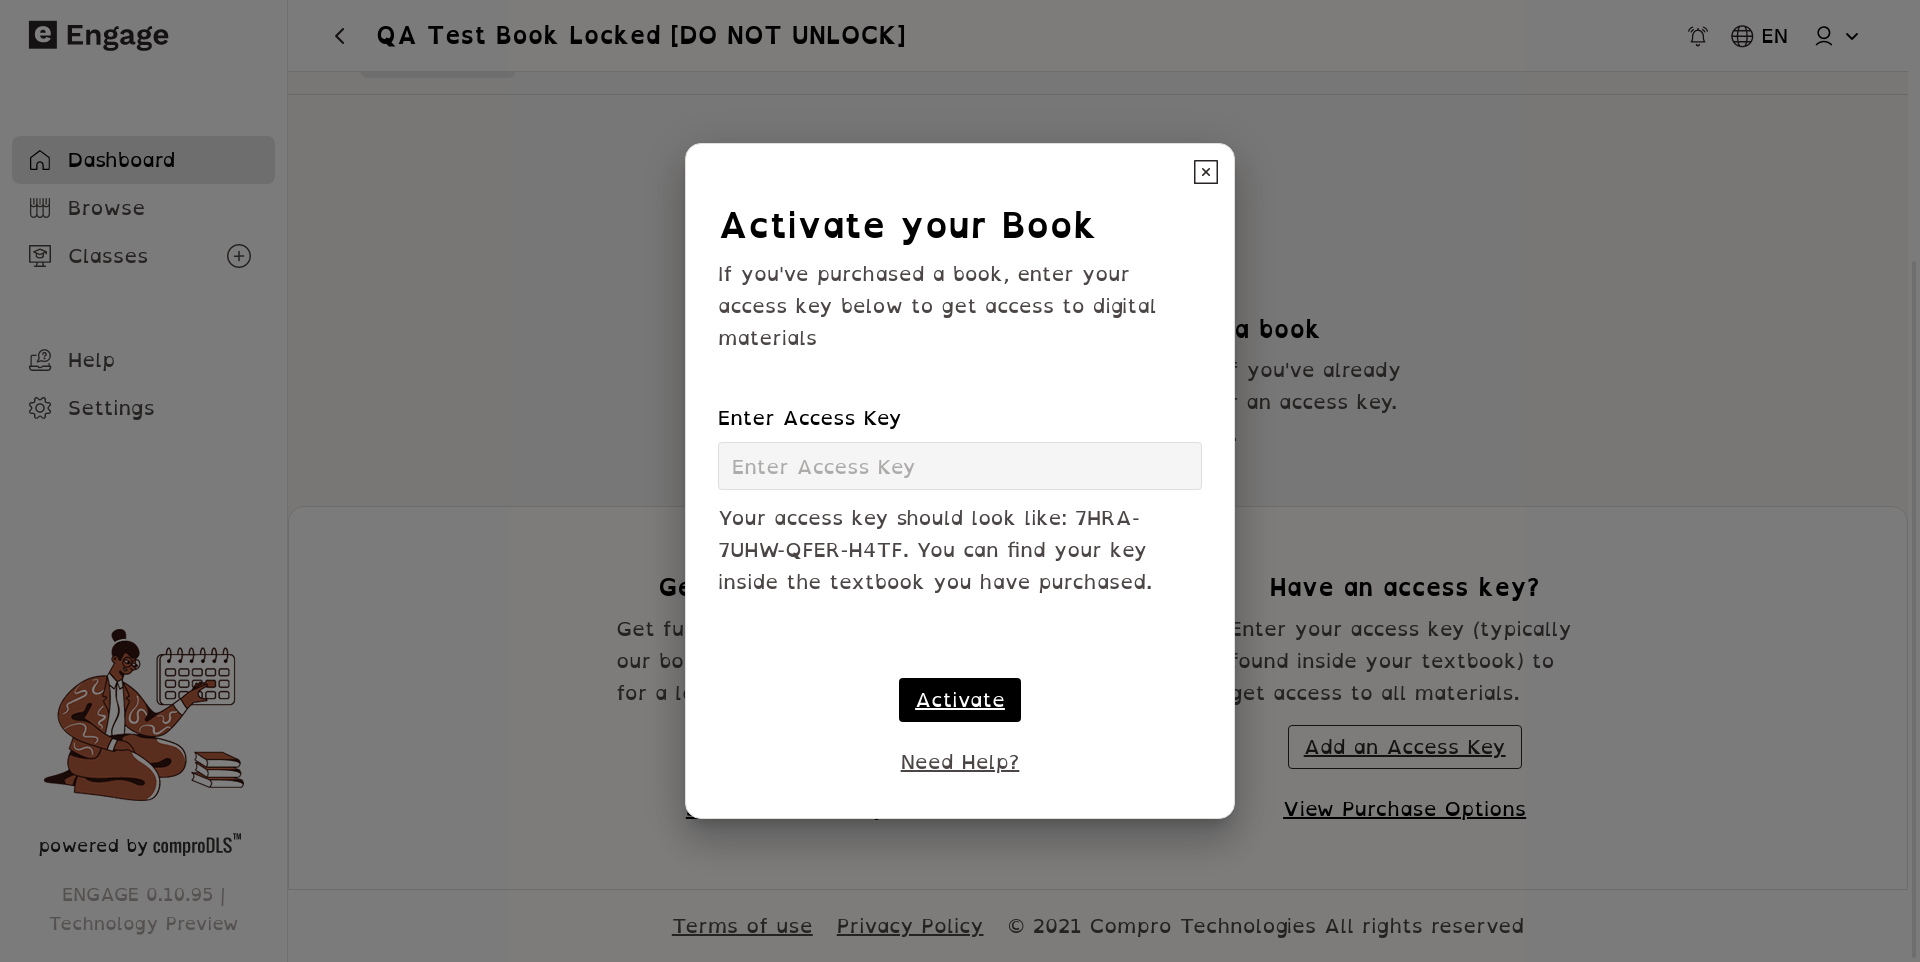 Engage
QA Test Book Locked [DO NOT UNLOCK]
EN
Dashboard
Browse
Classes
Help
Settings
powered by comproDLS™
ENGAGE 0.10.95 |
Technology Preview
Activate your Book
If you've purchased a book, enter your
access key below to get access to digital
materials
Enter Access Key
Enter Access Key
Your access key should look like: 7HRA-
7UHW-QFER-H4TF. You can find your key
inside the textbook you have purchased.
Activate
Need Help?
a book
you've already
an access key.
Get
our
for a
Have an access key?
Enter your access key (typically
found inside your textbook) to
get access to all materials.
Add an Access Key
View Purchase Options
Terms of use Privacy Policy © 2021 Compro Technologies All rights reserved